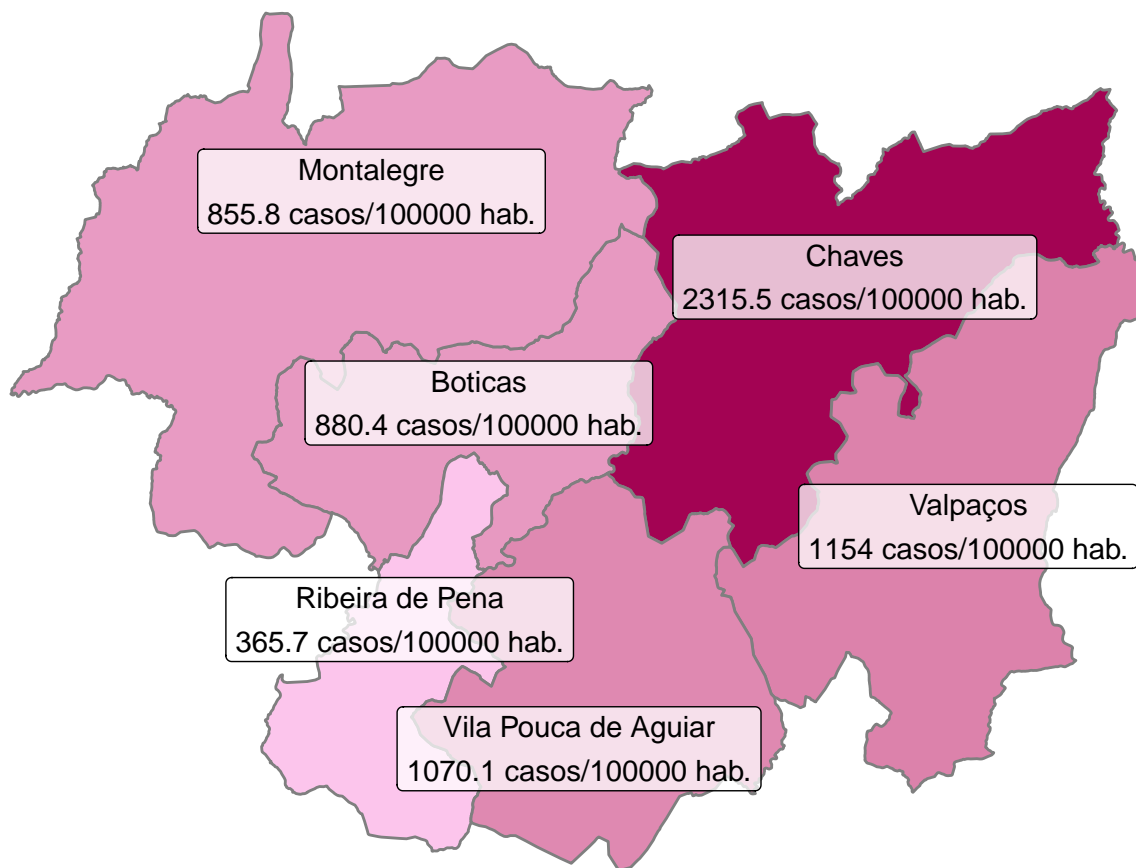 Montalegre
855.8 casos/100000 hab.
Chaves
2315.5 casos/100000 hab.
Boticas
880.4 casos/100000 hab.
Valpaços
1154 casos/100000 hab.
Ribeira de Pena
365.7 casos/100000 hab.
Vila Pouca de Aguiar
1070.1 casos/100000 hab.